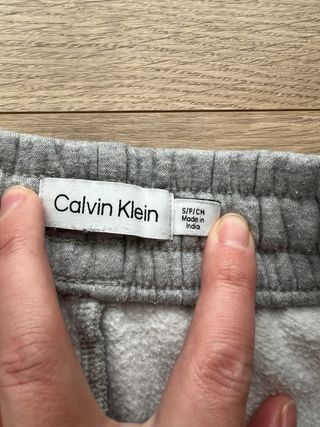 Calvin Klein
S/P/CH
Made in
India